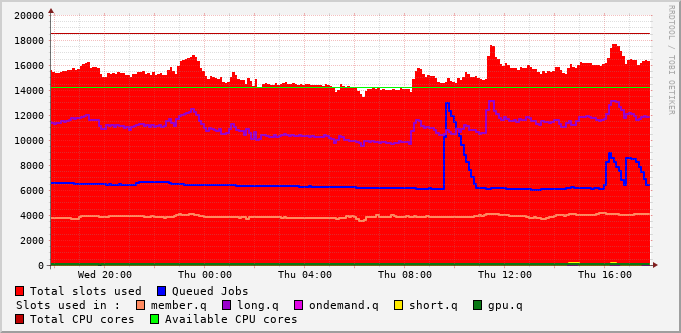 RRDTOOL / TOBI OETIKER
20000
18000
16000
14000
12000
10000
8000
6000
4000
2000
0
Wed 20:00 Thu 00:00 Thu 04:00 Thu 08:00 Thu 12:00 Thu 16:00
Total slots used Queued Jobs
Slots used in : member.q long.q ondemand.q short.q gpu.q
Total CPU cores Available CPU cores